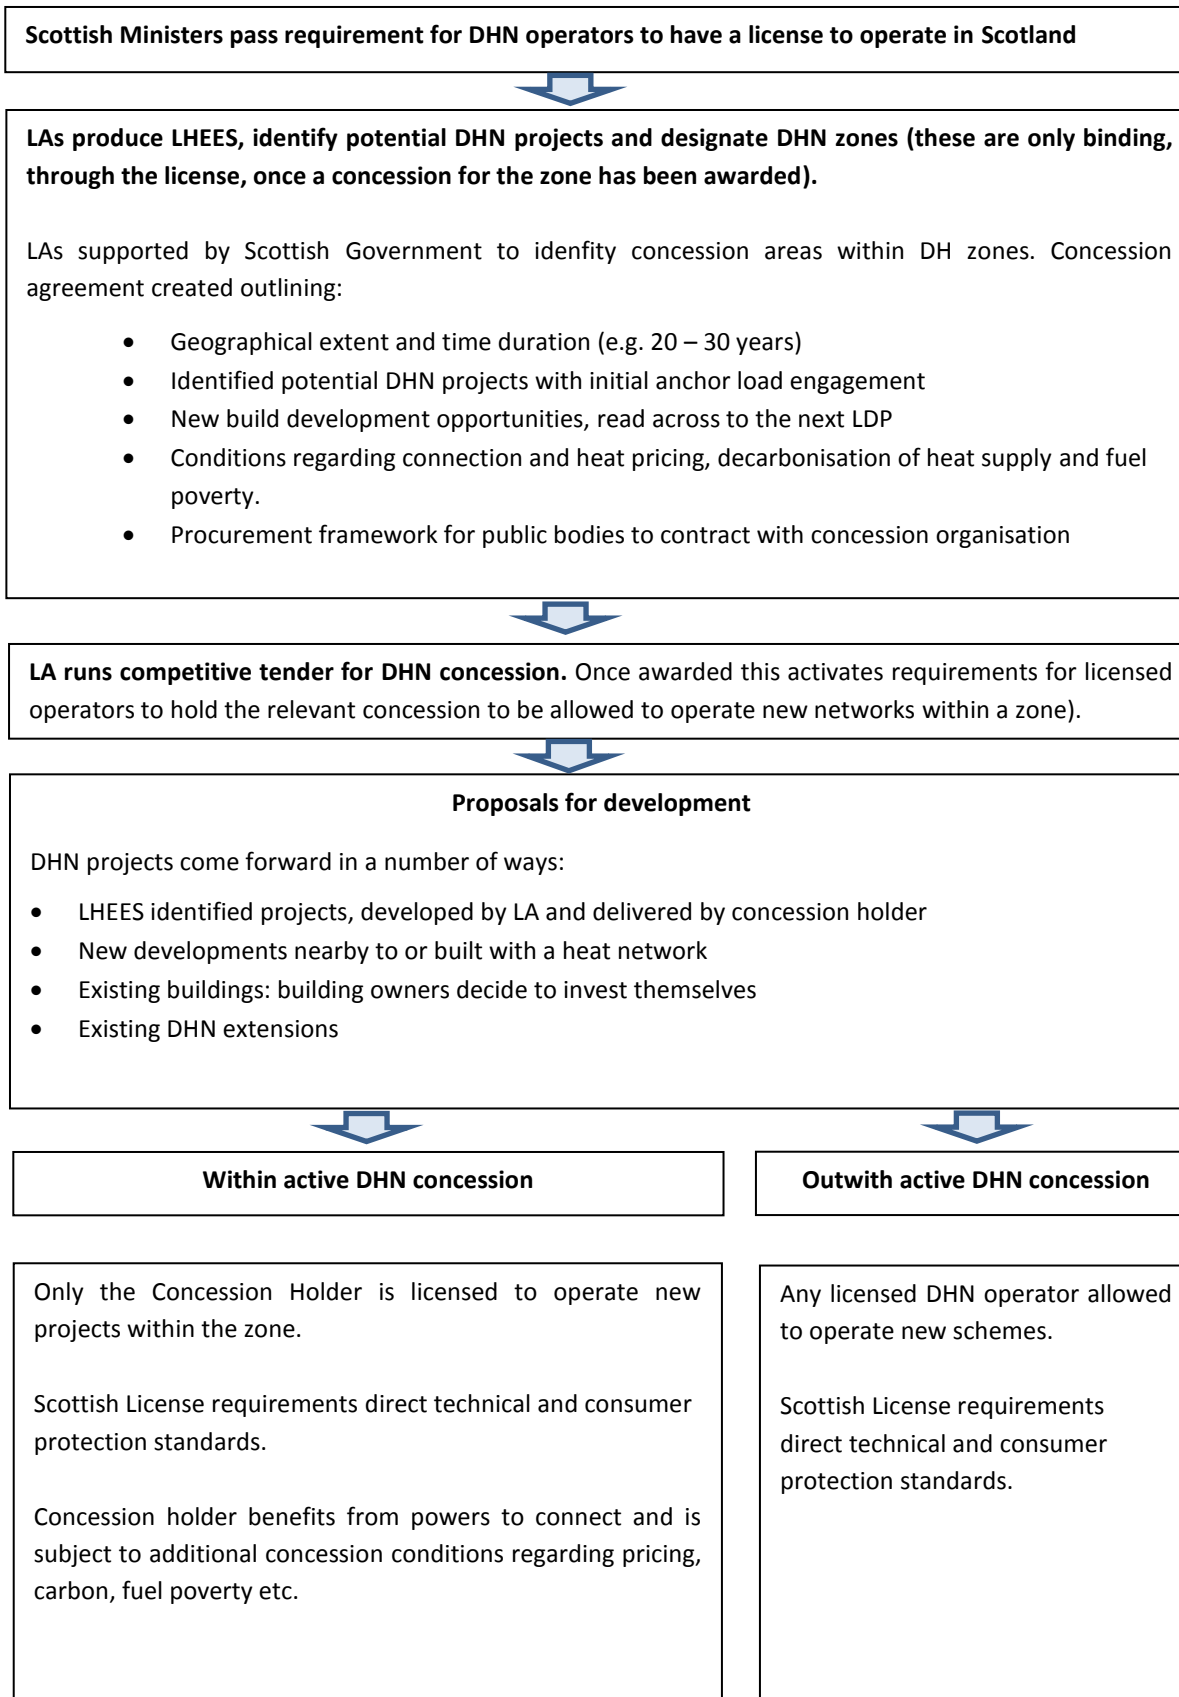 Scottish Ministers pass requirement for DHN operators to have a license to operate in Scotland
LAs produce LHEES, identify potential DHN projects and designate DHN zones (these are only binding,
through the license, once a concession for the zone has been awarded).
LAs supported by Scottish Government to idenfity concession areas within DH zones. Concession
agreement created outlining:
• Geographical extent and time duration (e.g. 20 – 30 years)
• Identified potential DHN projects with initial anchor load engagement
• New build development opportunities, read across to the next LDP
• Conditions regarding connection and heat pricing, decarbonisation of heat supply and fuel
poverty.
• Procurement framework for public bodies to contract with concession organisation
LA runs competitive tender for DHN concession. Once awarded this activates requirements for licensed
operators to hold the relevant concession to be allowed to operate new networks within a zone).
Proposals for development
DHN projects come forward in a number of ways:
• LHEES identified projects, developed by LA and delivered by concession holder
• New developments nearby to or built with a heat network
• Existing buildings: building owners decide to invest themselves
• Existing DHN extensions
Within active DHN concession
Only the Concession Holder is licensed to operate new
projects within the zone.
Scottish License requirements direct technical and consumer
protection standards.
Concession holder benefits from powers to connect and is
subject to additional concession conditions regarding pricing,
carbon, fuel poverty etc.
Outwith active DHN concession
Any licensed DHN operator allowed
to operate new schemes.
Scottish License requirements
direct technical and consumer
protection standards.